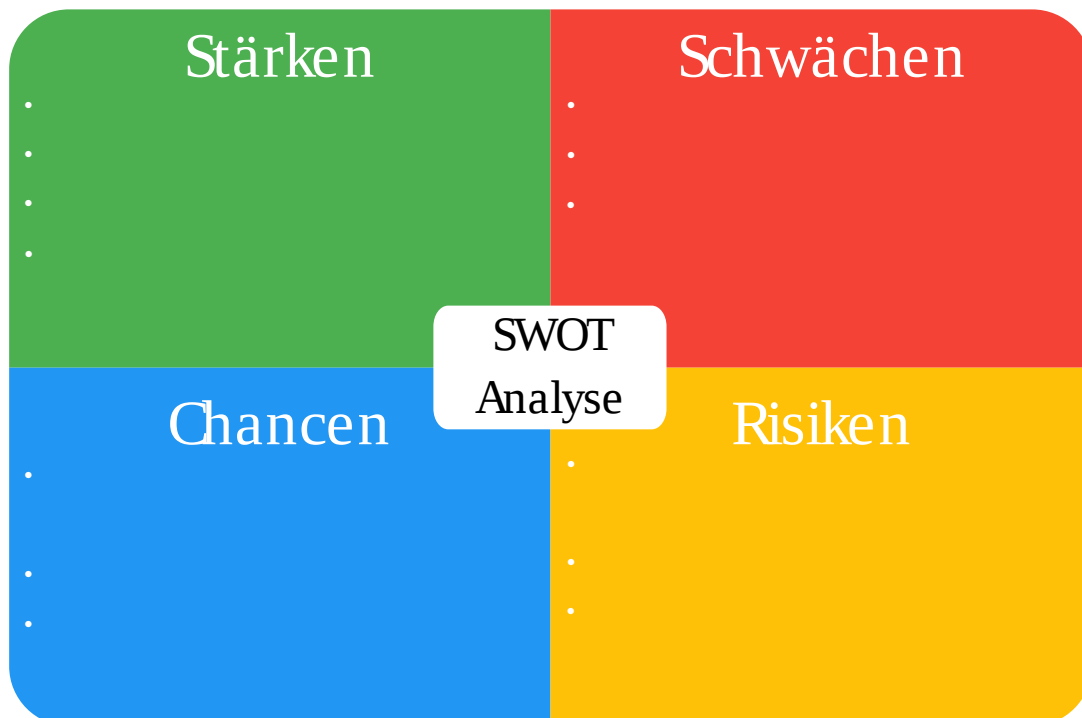 Stärken
•
•
•
•
Schwächen
•
•
•
SWOT
Analyse
Chancen
•
•
•
Risiken
•
•
•